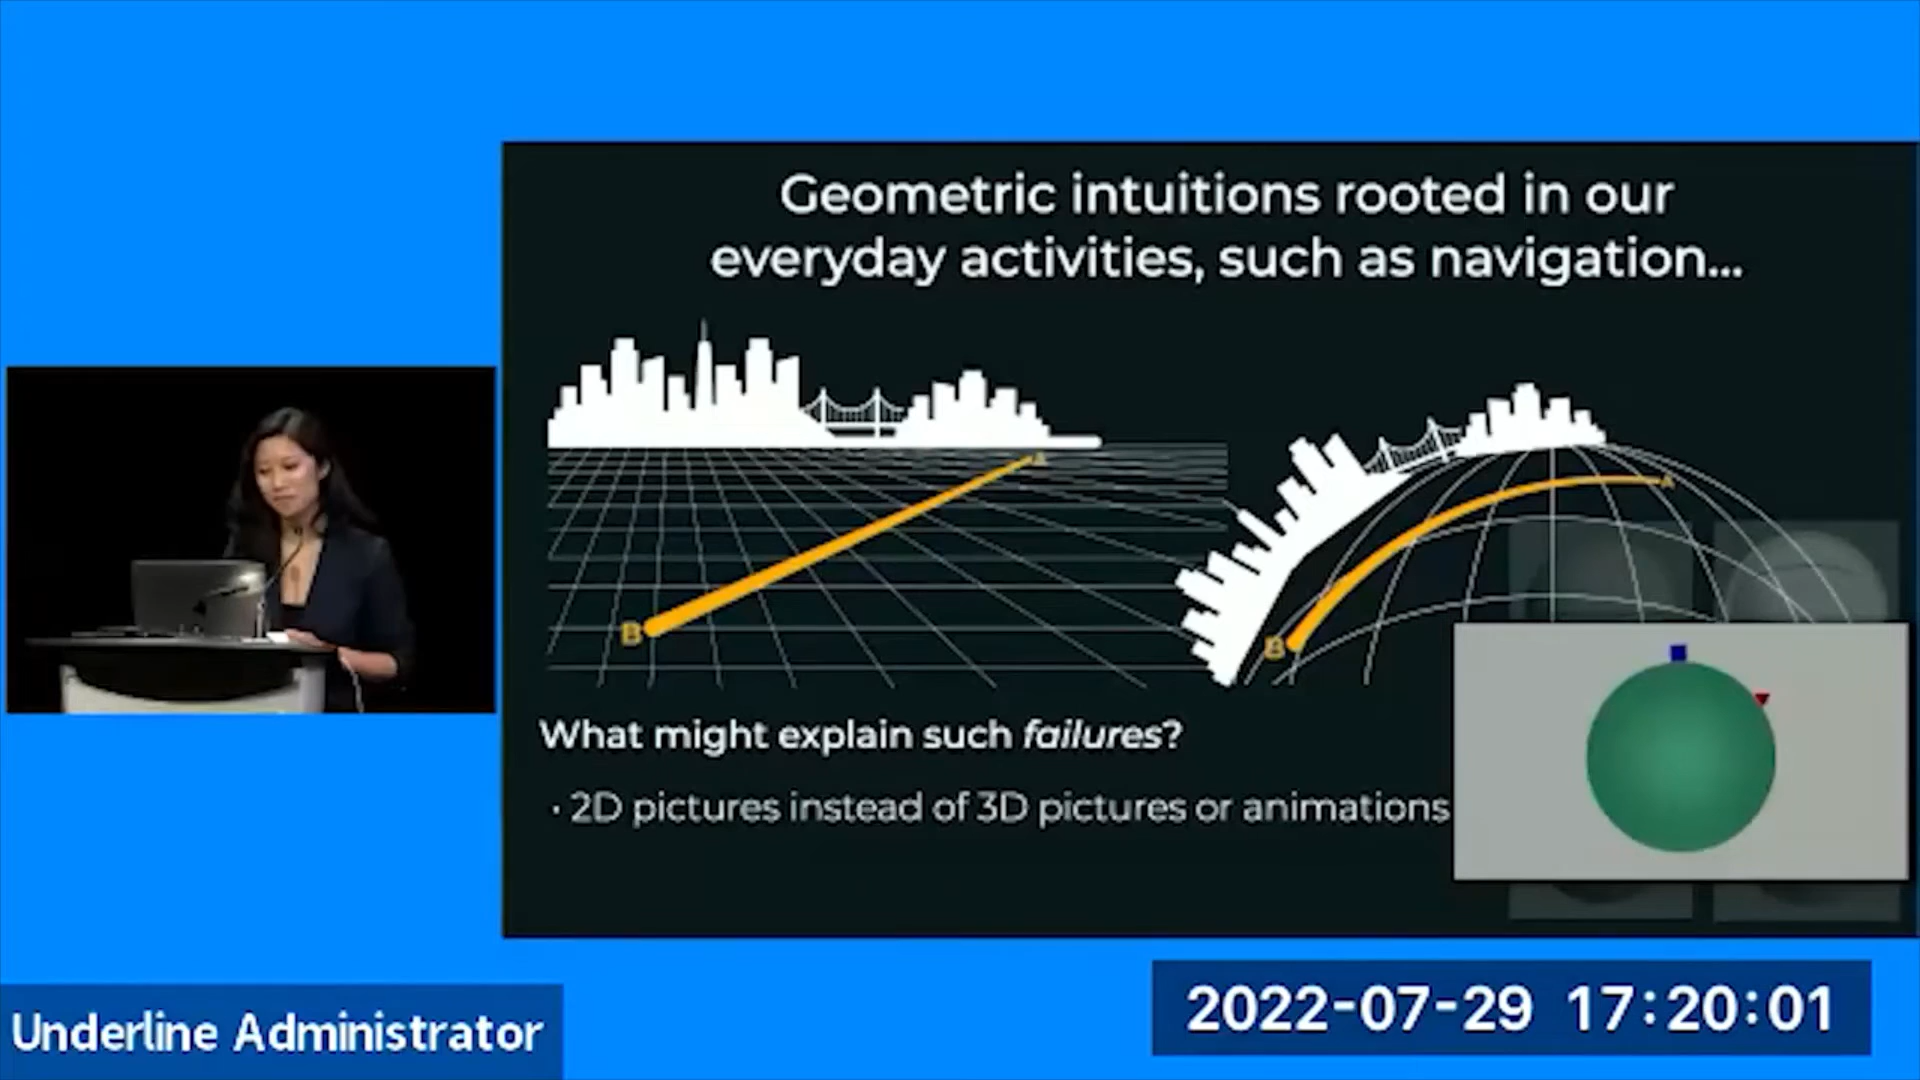 Geometric intuitions rooted in our
everyday activities, such as navigation...
A
B
A
B
What might explain such failures?
· 2D pictures instead of 3D pictures or animations
Underline Administrator
2022-07-29 17:20:01